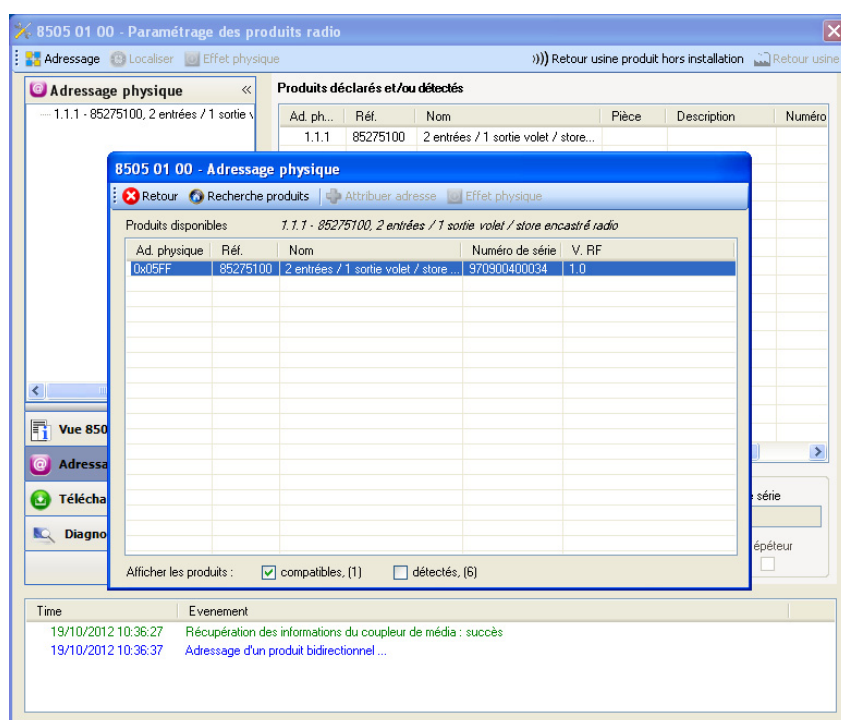 8505 01 00 - Paramétrage des produits radio
Adressage Localiser Effet physique ))) Retour usine produit hors installation Retour usine
Adressage physique «
1.1.1 - 85275100, 2 entrées / 1 sortie
Produits déclarés et/ou détectés
Ad. ph... Réf. Nom Pièce Description Numéro
1.1.1 85275100 2 entrées / 1 sortie volet / store...
8505 01 00 - Adressage physique
Retour Recherche produits Attribuer adresse Effet physique
Produits disponibles 1.1.1 - 85275100, 2 entrées / 1 sortie volet / store encastré radio
Ad. physique Réf. Nom Numéro de série V. RF
0x05FF 85275100 2 entrées / 1 sortie volet / store ... 970900400034 1.0
Afficher les produits : compatibles, (1) détectés, (6)
Vue 850
Adressa
Télécha
Diagno
série
épéteur
Time Evenement
19/10/2012 10:36:27 Récupération des informations du coupleur de média : succès
19/10/2012 10:36:37 Adressage d'un produit bidirectionnel ...